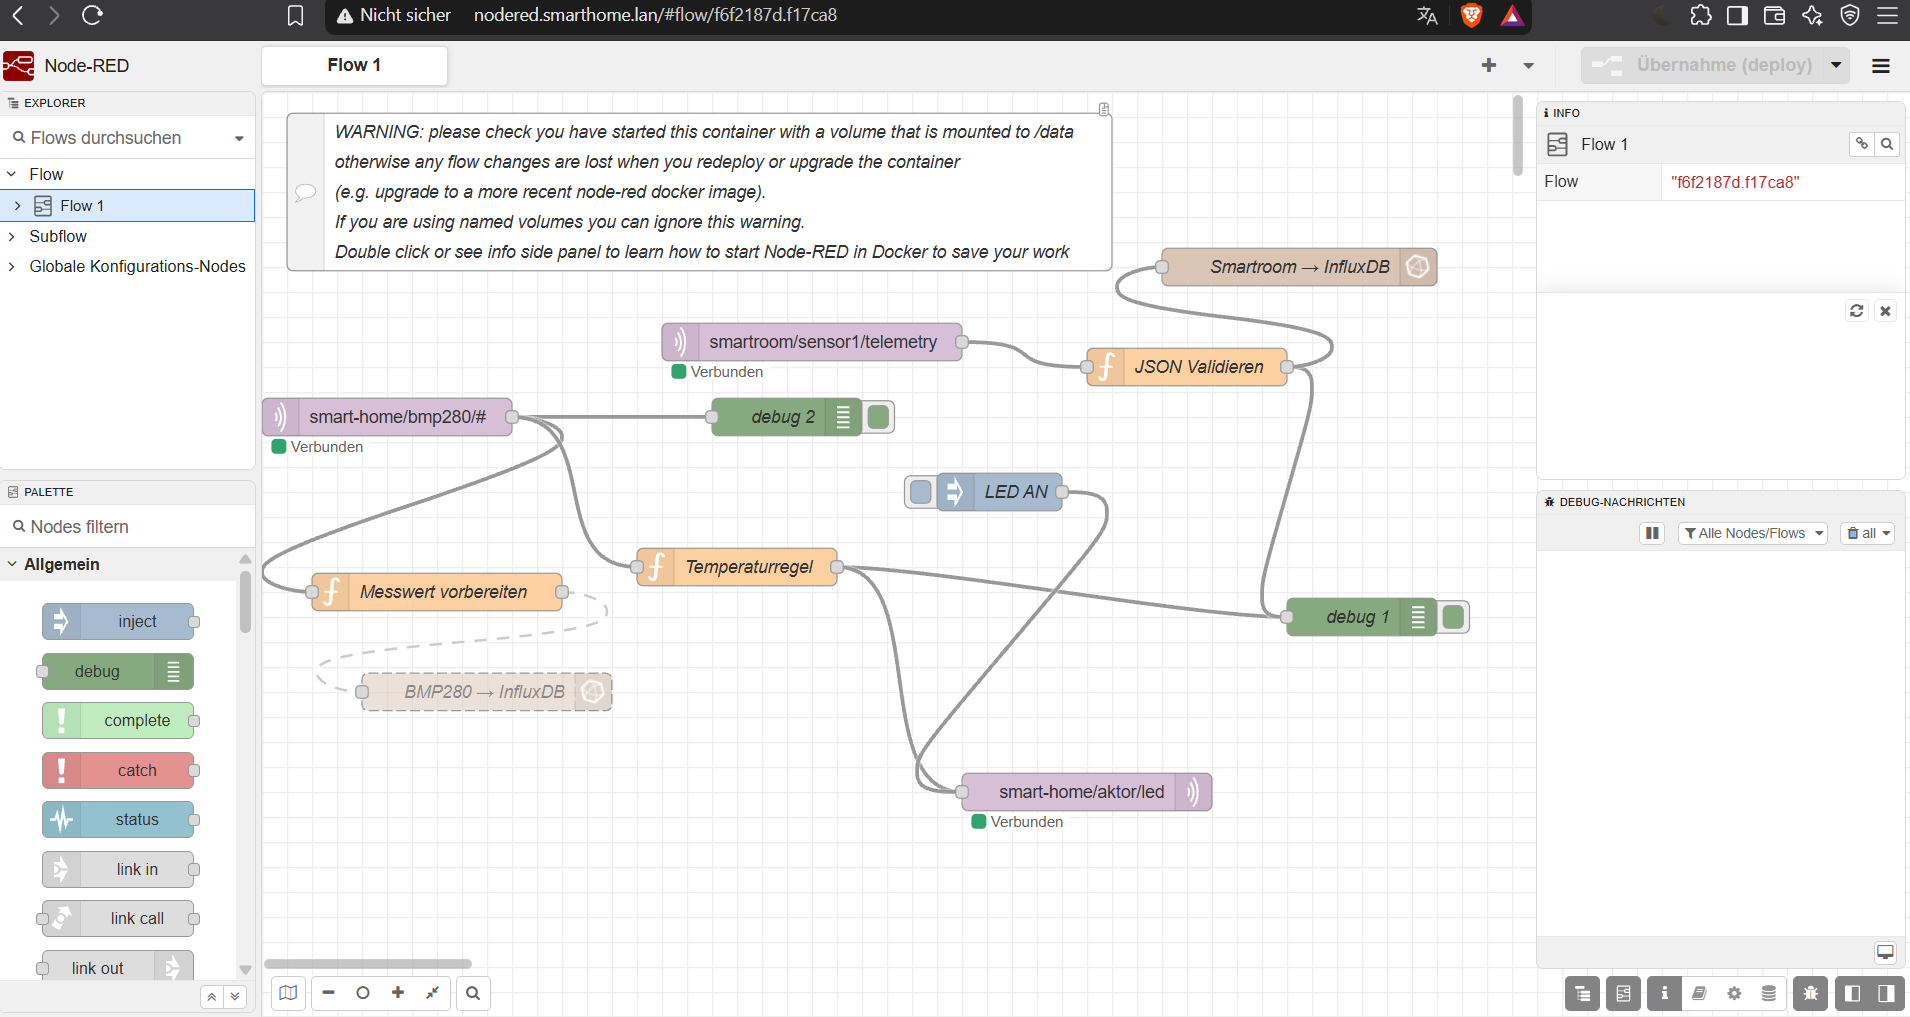 Nicht sicher nodered.smarthome.lan/#flow/f6f2187d.f17ca8
Node-RED
Flow 1
Übernahme (deploy)
EXPLORER
Flows durchsuchen
Flow
Flow 1
Subflow
Globale Konfigurations-Nodes
PALETTE
Nodes filtern
Allgemein
inject
debug
complete
catch
status
link in
link call
link out
WARNING: please check you have started this container with a volume that is mounted to /data
otherwise any flow changes are lost when you redeploy or upgrade the container
(e.g. upgrade to a more recent node-red docker image).
If you are using named volumes you can ignore this warning.
Double click or see info side panel to learn how to start Node-RED in Docker to save your work
Smartroom → InfluxDB
smartroom/sensor1/telemetry
Verbunden
JSON Validieren
smart-home/bmp280/#
Verbunden
debug 2
LED AN
Temperaturregel
Messwert vorbereiten
debug 1
BMP280 → InfluxDB
smart-home/aktor/led
Verbunden
INFO
Flow 1
Flow "f6f2187d.f17ca8"
DEBUG-NACHRICHTEN
Alle Nodes/Flows
all